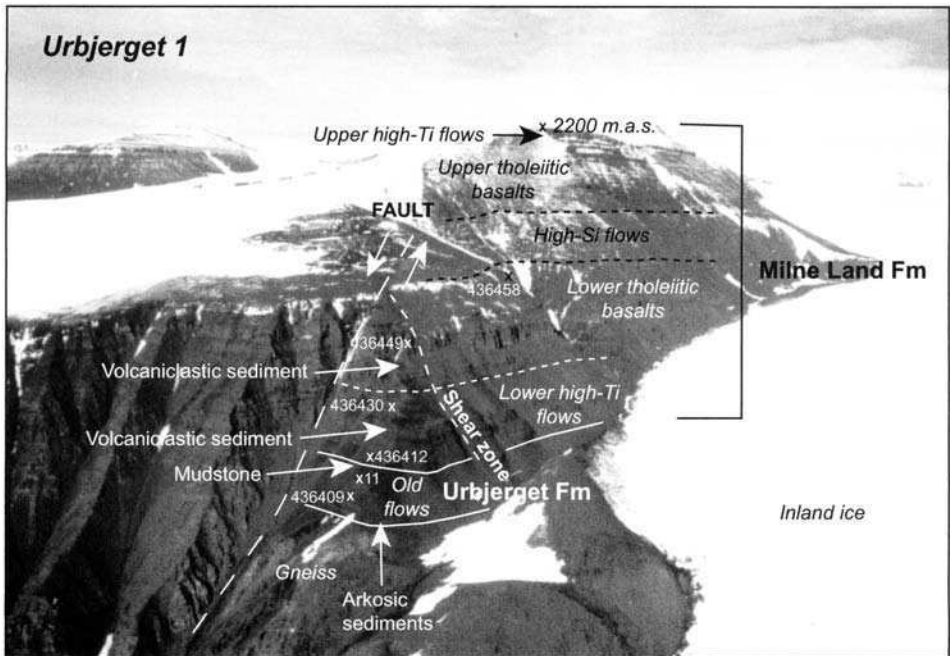 Urbjerget 1
x 2200 m.a.s.
Upper high-Ti flows
Upper tholeiitic
basalts
FAULT
High-Si flows
Milne Land Fm
436458
x
Lower tholeiitic
basalts
436449x
Volcaniclastic sediment
Lower high-Ti
flows
436430 x
Shear zone
Volcaniclastic sediment
x436412
Mudstone
x11
Old
flows
436409 x
Urbjerget Fm
Inland ice
Gneiss
Arkosic
sediments